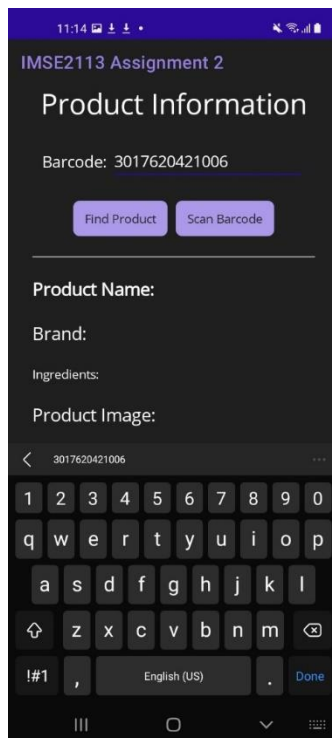 11:14
IMSE2113 Assignment 2
Product Information
Barcode: 3017620421006
Find Product Scan Barcode
Product Name:
Brand:
Ingredients:
Product Image:
3017620421006
1 2 3 4 5 6 7 8 9 0
q w e r t y u i o p
a s d f g h j k l
z x c v b n m
!#1 , English (US) . Done